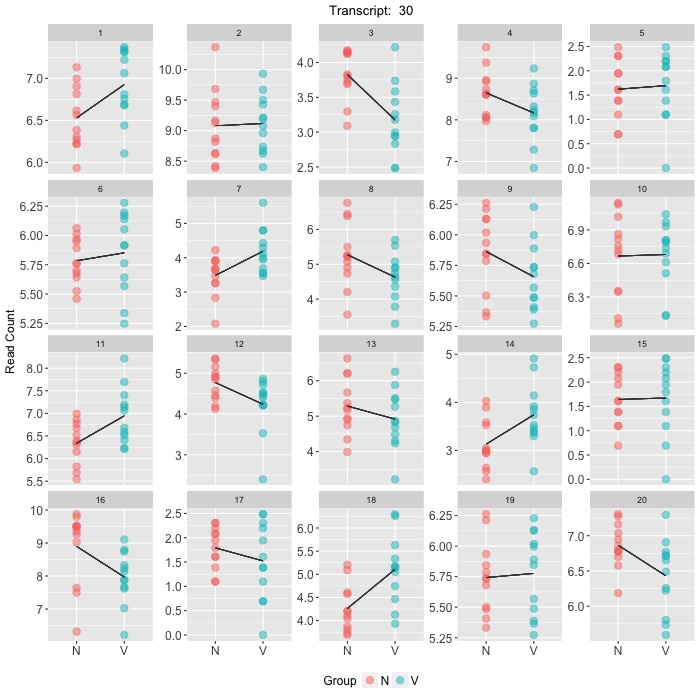 Transcript: 30
1 2 3 4 5
7.0 6.5 6.0
10.0 9.5 9.0 8.5
4.0 3.5 3.0 2.5
9 8 7
2.5 2.0 1.5 1.0 0.5 0.0
6 7 8 9 10
6.25 6.00 5.75 5.50 5.25
5 4 3 2
6 5 4
6.25 6.00 5.75 5.50 5.25
6.9 6.6 6.3
Read Count
11 12 13 14 15
8.0 7.5 7.0 6.5 6.0 5.5
5 4 3
6 5 4
5 4 3
2.5 2.0 1.5 1.0 0.5 0.0
16 17 18 19 20
10 9 8 7
2.5 2.0 1.5 1.0 0.5 0.0
6.0 5.5 5.0 4.5 4.0
6.25 6.00 5.75 5.50 5.25
7.0 6.5 6.0
N V N V N V N V N V
Group N V